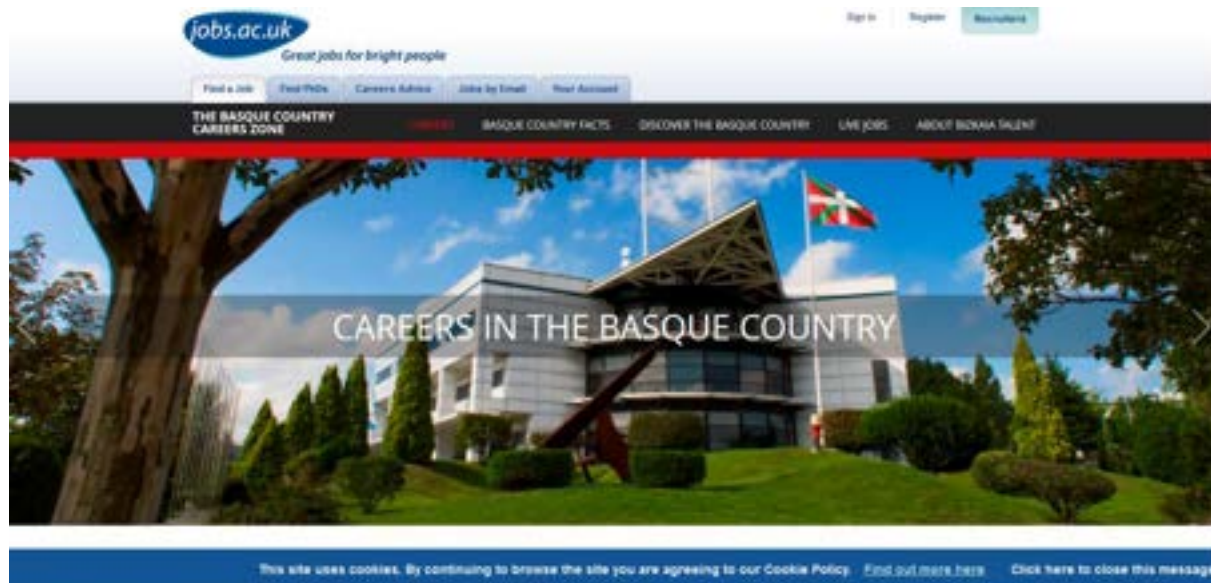 jobs.ac.uk
Great jobs for bright people
Sign in Register Recruiters
Find a Job Find PhDs Careers Advice Jobs by Email Your Account
THE BASQUE COUNTRY
CAREERS ZONE
CAREERS BASQUE COUNTRY FACTS DISCOVER THE BASQUE COUNTRY LIVE JOBS ABOUT BIZKAIA TALENT
CAREERS IN THE BASQUE COUNTRY
This site uses cookies. By continuing to browse the site you are agreeing to our Cookie Policy. Find out more here Click here to close this message